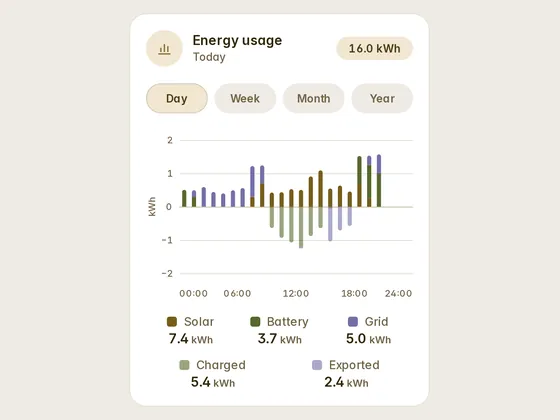 Energy usage
Today
16.0 kWh
Day
Week
Month
Year
2
1
0
−1
−2
kWh
00:00
06:00
12:00
18:00
24:00
Solar
Battery
Grid
7.4 kWh
3.7 kWh
5.0 kWh
Charged
Exported
5.4 kWh
2.4 kWh